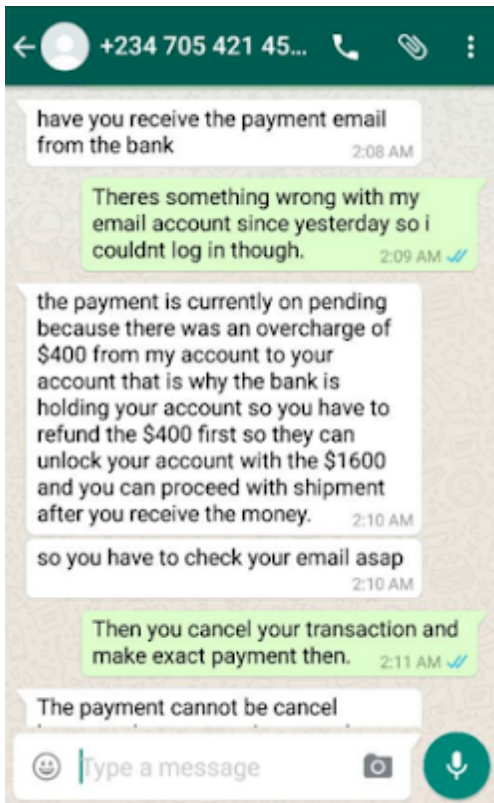 +234 705 421 45...
have you receive the payment email
from the bank
2:08 AM
Theres something wrong with my
email account since yesterday so i
couldnt log in though.
2:09 AM
the payment is currently on pending
because there was an overcharge of
$400 from my account to your
account that is why the bank is
holding your account so you have to
refund the $400 first so they can
unlock your account with the $1600
and you can proceed with shipment
after you receive the money.
2:10 AM
so you have to check your email asap
2:10 AM
Then you cancel your transaction and
make exact payment then.
2:11 AM
The payment cannot be cancel
Type a message